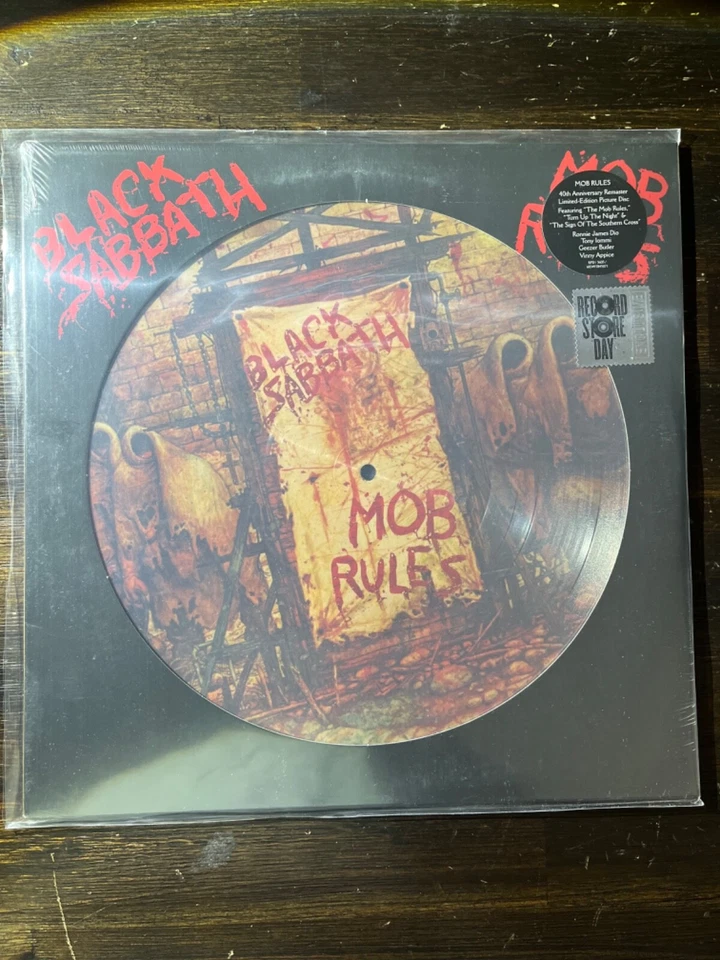 BLACK
SABBATH
MOB
RULES
MOB RULES
40th Anniversary Remaster
Limited-Edition Picture Disc
Featuring "The Mob Rules,"
"Turn Up The Night" &
"The Sign Of The Southern Cross"
Ronnie James Dio
Tony Iommi
Geezer Butler
Vinny Appice
RECORD
STORE
DAY
BLACK
SABBATH
MOB
RULES